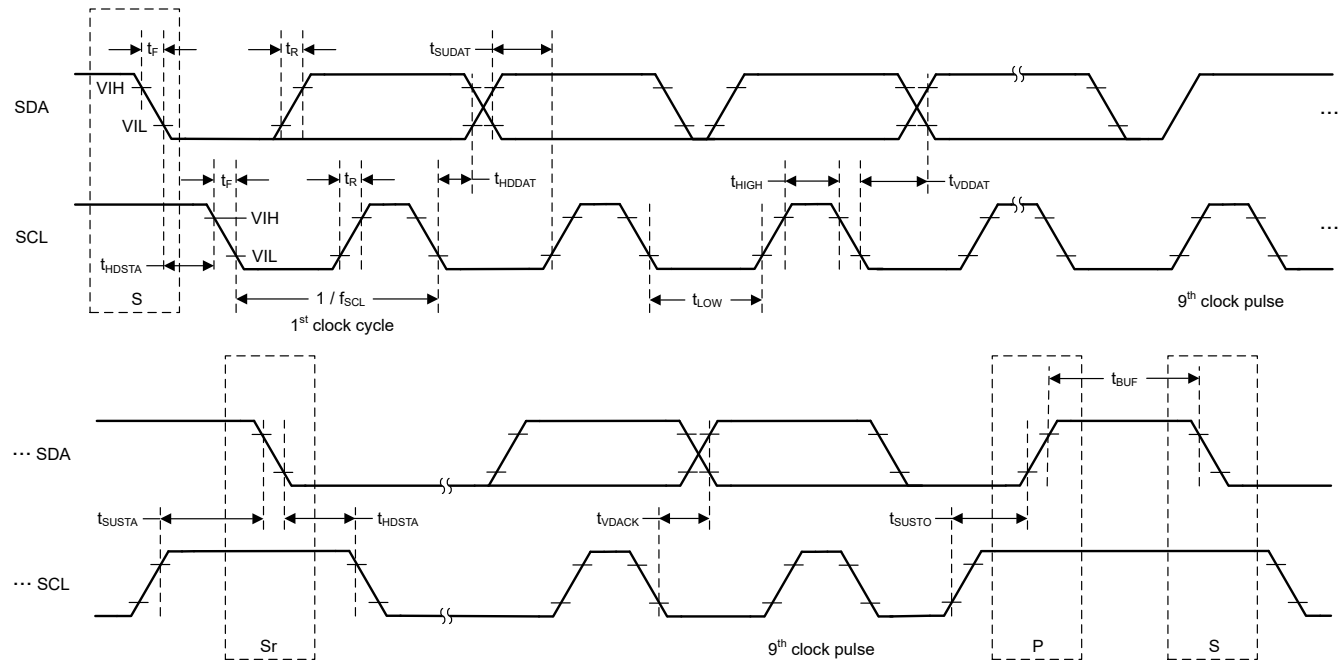 tF tR tSUDAT
VIH
SDA
VIL
...
tF tR tHDDAT tHIGH tVDDAT
VIH
SCL
VIL
...
tHDSTA
S
1 / fSCL
tLOW
9th clock pulse
1st clock cycle
tBUF
... SDA
tSUSTA tHDSTA tVDACK tSUSTO
... SCL
Sr
9th clock pulse
P
S